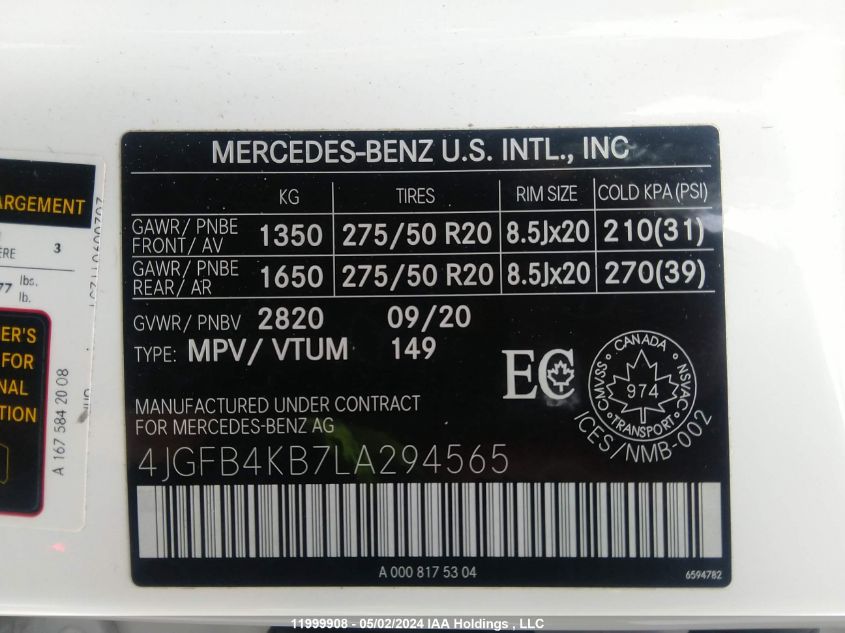 MERCEDES-BENZ U.S. INTL., INC
KG TIRES RIM SIZE COLD KPA (PSI)
GAWR / PNBE FRONT / AV 1350 275/50 R20 8.5Jx20 210(31)
GAWR / PNBE REAR / AR 1650 275/50 R20 8.5Jx20 270(39)
GVWR / PNBV 2820 09/20
TYPE: MPV/ VTUM 149
EC
CANADA
CMVSS NSVAC
974
TRANSPORT
ICES/NMB-002
MANUFACTURED UNDER CONTRACT
FOR MERCEDES-BENZ AG
4JGFB4KB7LA294565
A 000 817 53 04
6594782
ARGEMENT
ERE 3
77 lbs.
lb.
ER'S
FOR
NAL
TION
A 167 584 20 08
11999908 - 05/02/2024 IAA Holdings , LLC